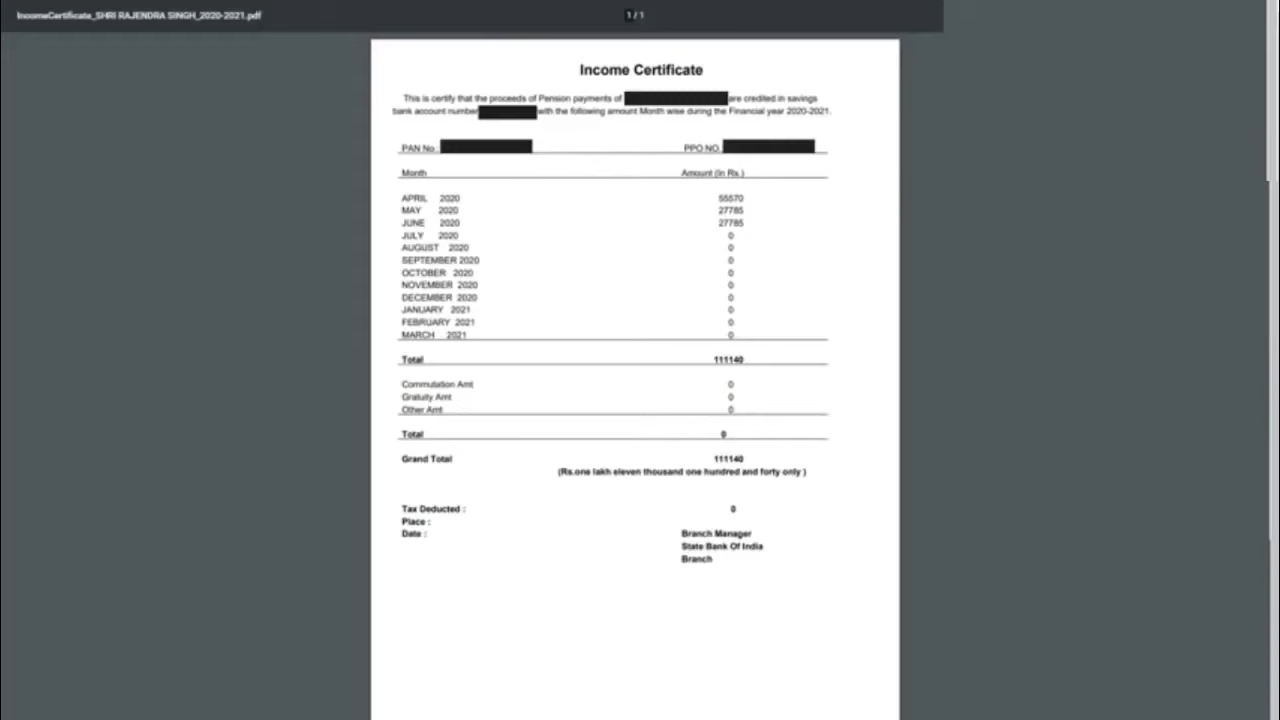 IncomeCertificate_SHRI RAJENDRA SINGH_2020-2021.pdf
1 / 1
Income Certificate
This is certify that the proceeds of Pension payments of are credited in savings
bank account number with the following amount Month wise during the Financial year 2020-2021.
PAN No. PPO NO.
Month Amount (In Rs.)
APRIL 2020 55570
MAY 2020 27785
JUNE 2020 27785
JULY 2020 0
AUGUST 2020 0
SEPTEMBER 2020 0
OCTOBER 2020 0
NOVEMBER 2020 0
DECEMBER 2020 0
JANUARY 2021 0
FEBRUARY 2021 0
MARCH 2021 0
Total 111140
Commutation Amt 0
Gratuity Amt 0
Other Amt 0
Total 0
Grand Total 111140
(Rs.one lakh eleven thousand one hundred and forty only )
Tax Deducted : 0
Place :
Date : Branch Manager
State Bank Of India
Branch